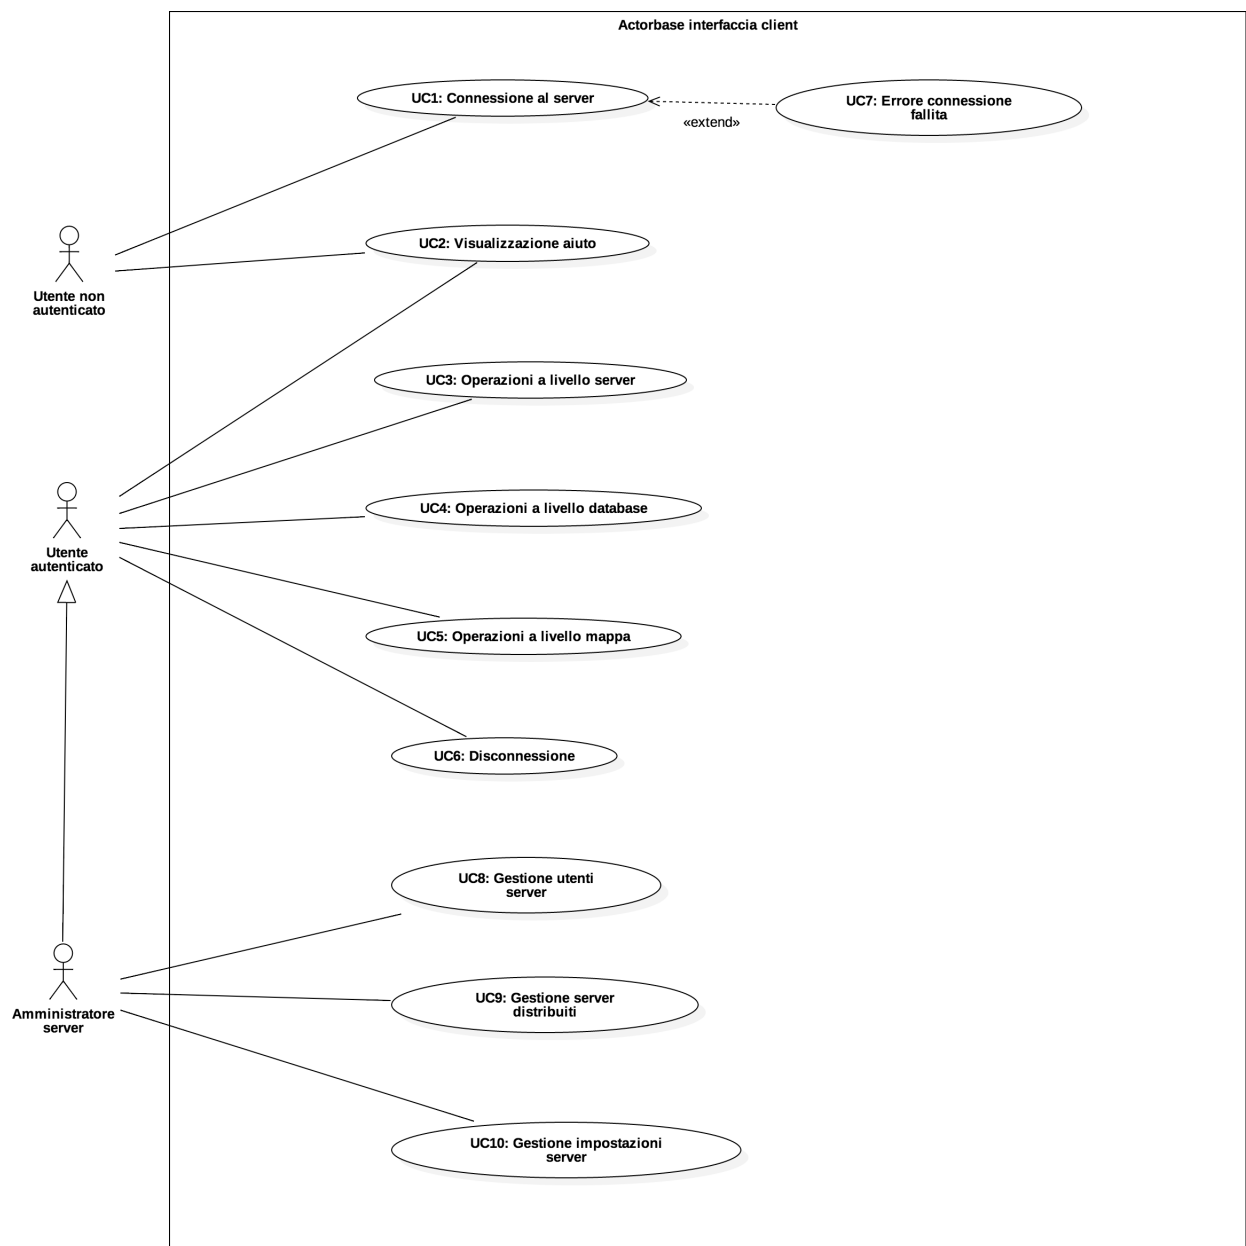 Actorbase interfaccia client
UC1: Connessione al server
UC7: Errore connessione
fallita
«extend»
UC2: Visualizzazione aiuto
Utente non
autenticato
UC3: Operazioni a livello server
UC4: Operazioni a livello database
Utente
autenticato
UC5: Operazioni a livello mappa
UC6: Disconnessione
UC8: Gestione utenti
server
UC9: Gestione server
distribuiti
Amministratore
server
UC10: Gestione impostazioni
server